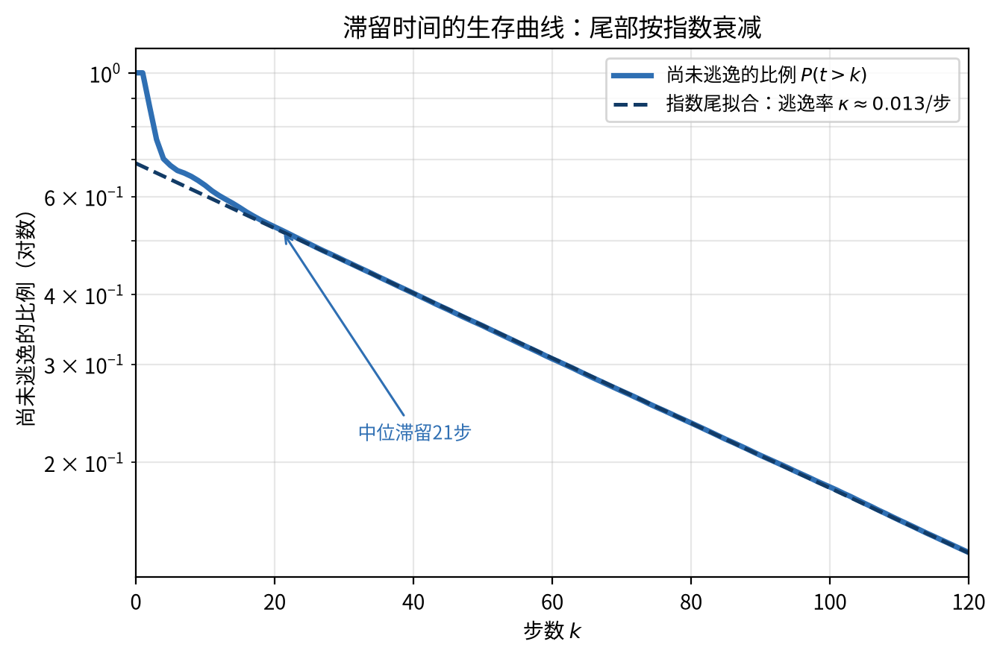 滞留时间的生存曲线：尾部按指数衰减
尚未逃逸的比例 P(t > k)
指数尾拟合：逃逸率 κ ≈ 0.013/步
尚未逃逸的比例（对数）
10⁰
6 × 10⁻¹
4 × 10⁻¹
3 × 10⁻¹
2 × 10⁻¹
中位滞留21步
0 20 40 60 80 100 120
步数 k